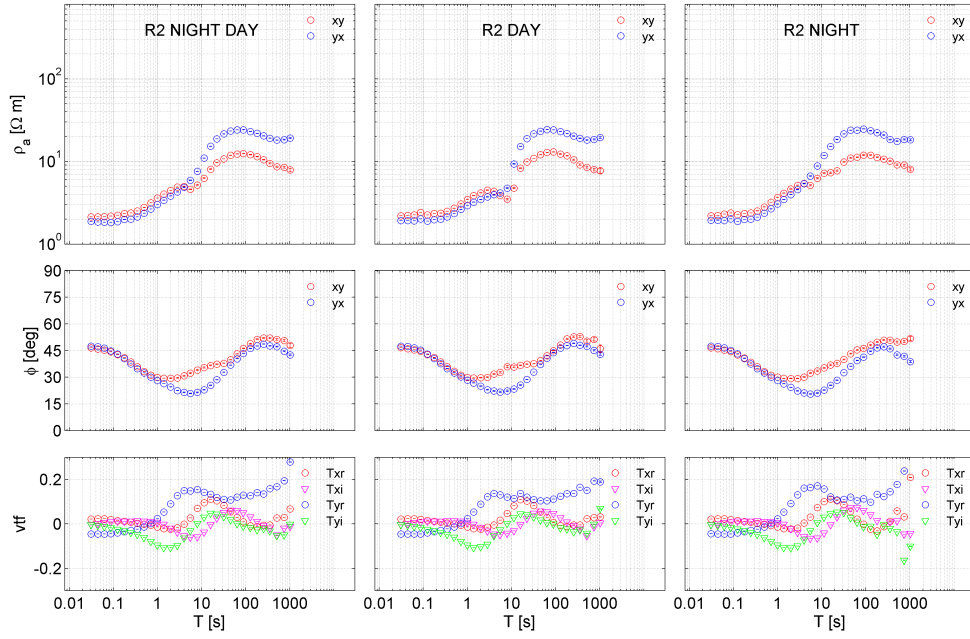 R2 NIGHT DAY
xy
yx
R2 DAY
xy
yx
R2 NIGHT
xy
yx
ρa [Ω m]
10²
10¹
10⁰
xy
yx
xy
yx
xy
yx
ϕ [deg]
90
75
60
45
30
15
0
Txr
Txi
Tyr
Tyi
Txr
Txi
Tyr
Tyi
Txr
Txi
Tyr
Tyi
vtf
0.2
0
-0.2
0.01 0.1 1 10 100 1000
0.01 0.1 1 10 100 1000
0.01 0.1 1 10 100 1000
T [s]
T [s]
T [s]